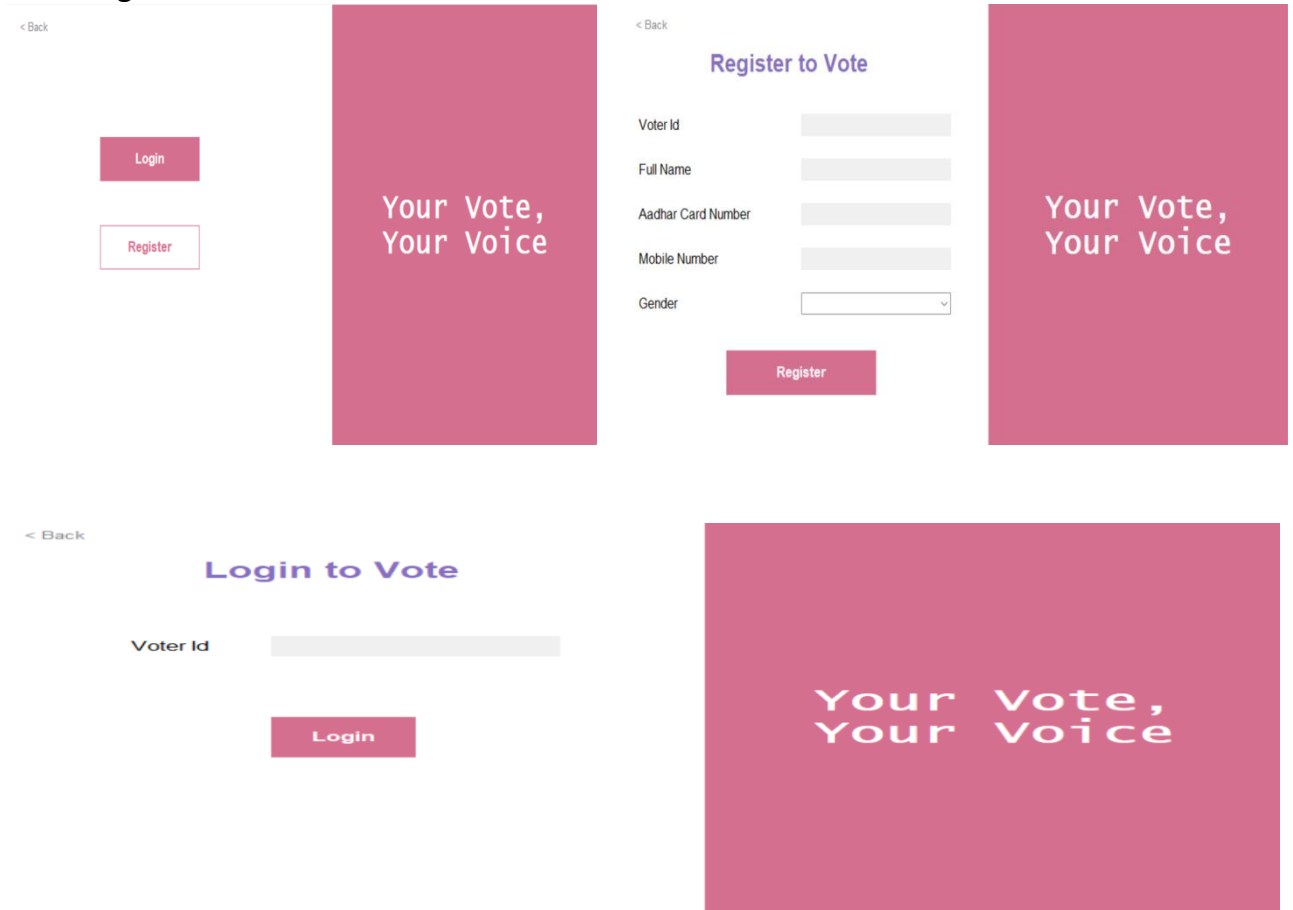 < Back
Login
Register
Your Vote,
Your Voice
< Back
Register to Vote
Voter Id
Full Name
Aadhar Card Number
Mobile Number
Gender
Register
Your Vote,
Your Voice
< Back
Login to Vote
Voter Id
Login
Your Vote,
Your Voice